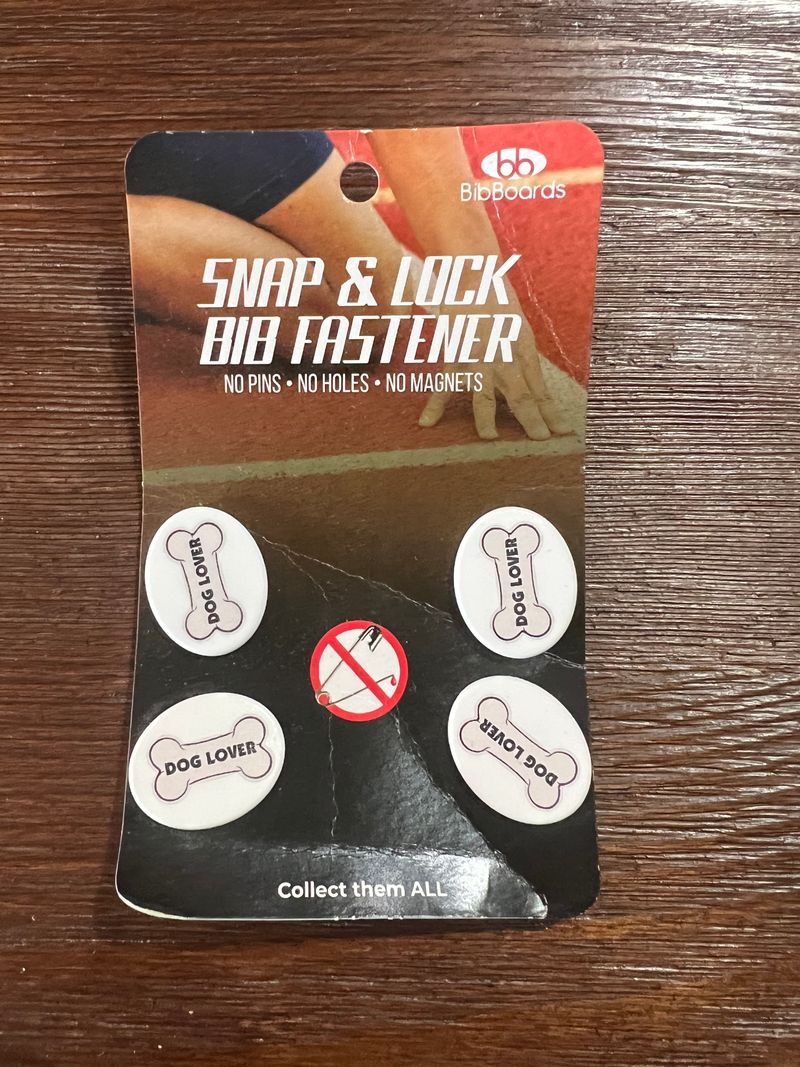 bb
BibBoards
SNAP & LOCK
BIB FASTENER
NO PINS • NO HOLES • NO MAGNETS
DOG LOVER
DOG LOVER
DOG LOVER
DOG LOVER
Collect them ALL